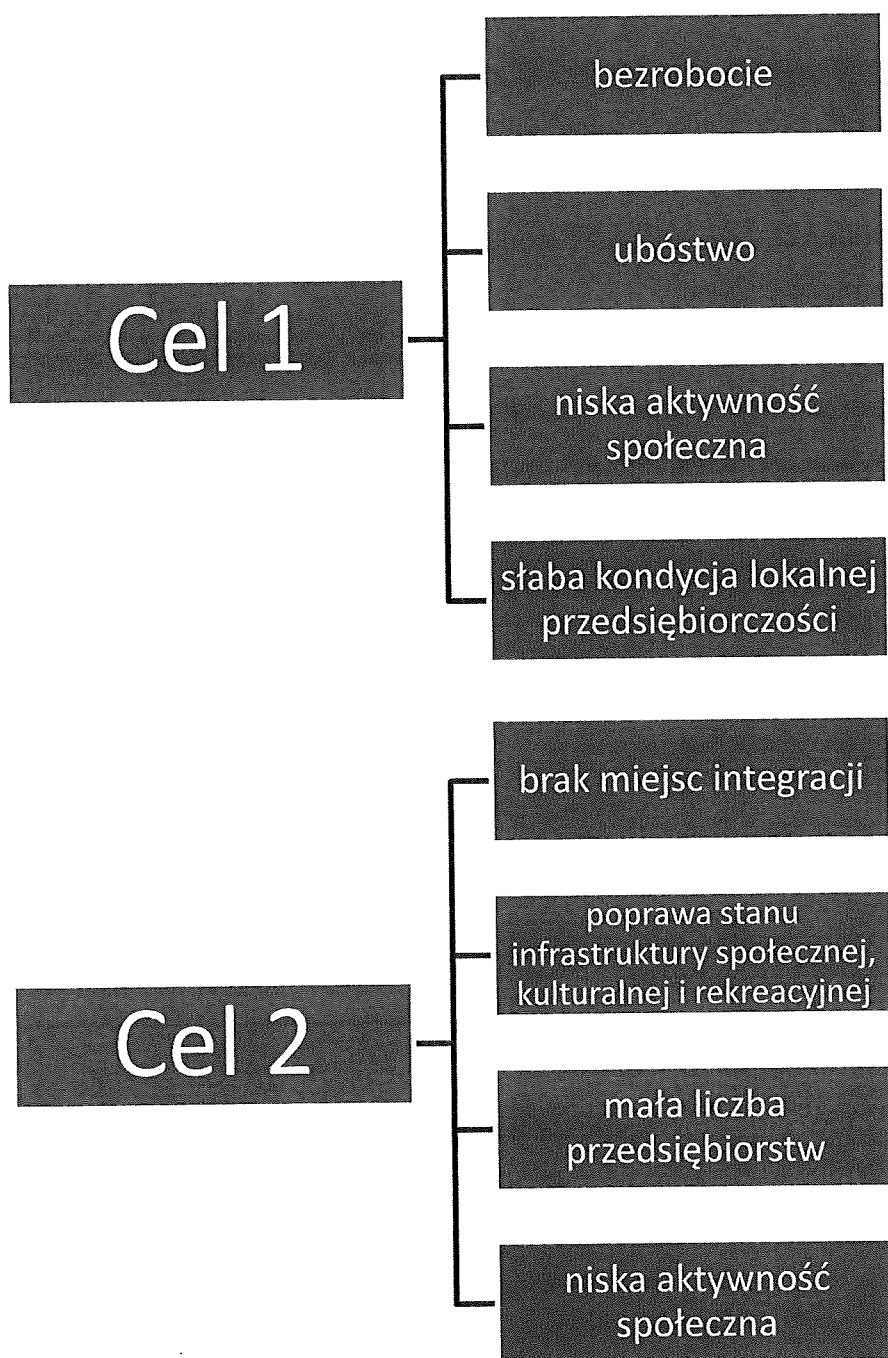 Cel 1
bezrobocie
ubóstwo
niska aktywność
społeczna
słaba kondycja lokalnej
przedsiębiorczości
Cel 2
brak miejsc integracji
poprawa stanu
infrastruktury społecznej,
kulturalnej i rekreacyjnej
mała liczba
przedsiębiorstw
niska aktywność
społeczna